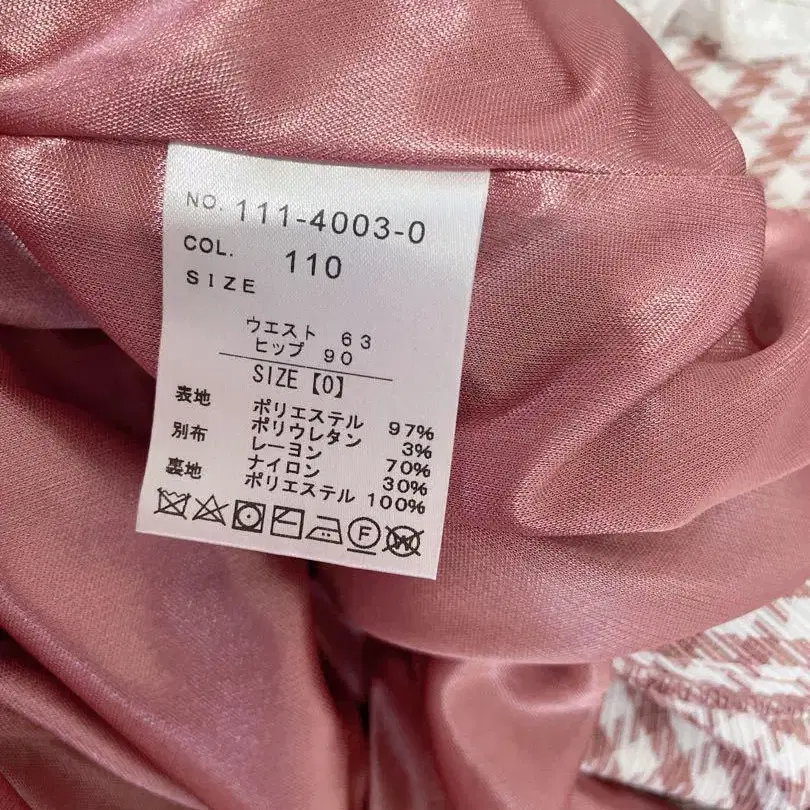 NO. 111-4003-0
COL. 110
SIZE
ウエスト 63
ヒップ 90
SIZE【0】
表地 ポリエステル 97%
ポリウレタン 3%
別布 レーヨン 70%
ナイロン 30%
裏地 ポリエステル 100%
F W